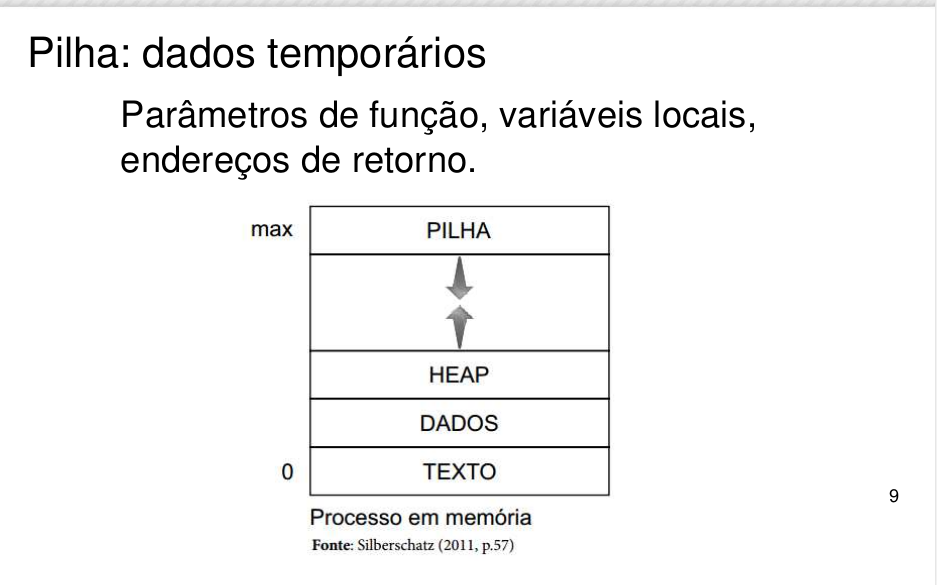 Pilha: dados temporários
Parâmetros de função, variáveis locais,
endereços de retorno.
max
PILHA
HEAP
DADOS
0
TEXTO
9
Processo em memória
Fonte: Silberschatz (2011, p.57)